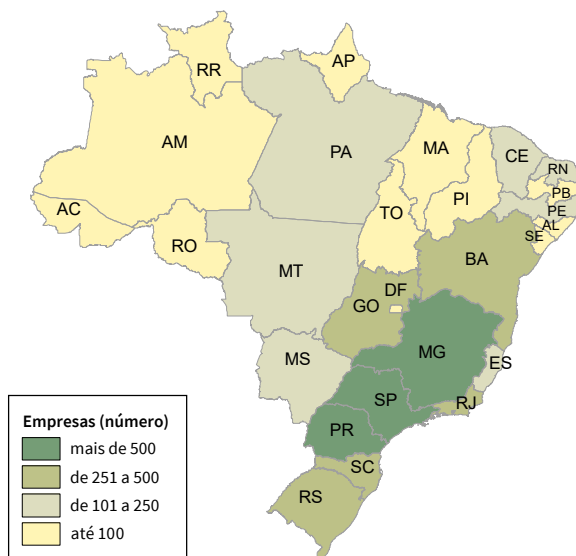 RR
AP
AM
PA
MA
CE
RN
PB
PI
PE
AC
TO
AL
SE
RO
BA
MT
DF
GO
MG
ES
MS
SP
RJ
PR
SC
RS
Empresas (número)
mais de 500
de 251 a 500
de 101 a 250
até 100